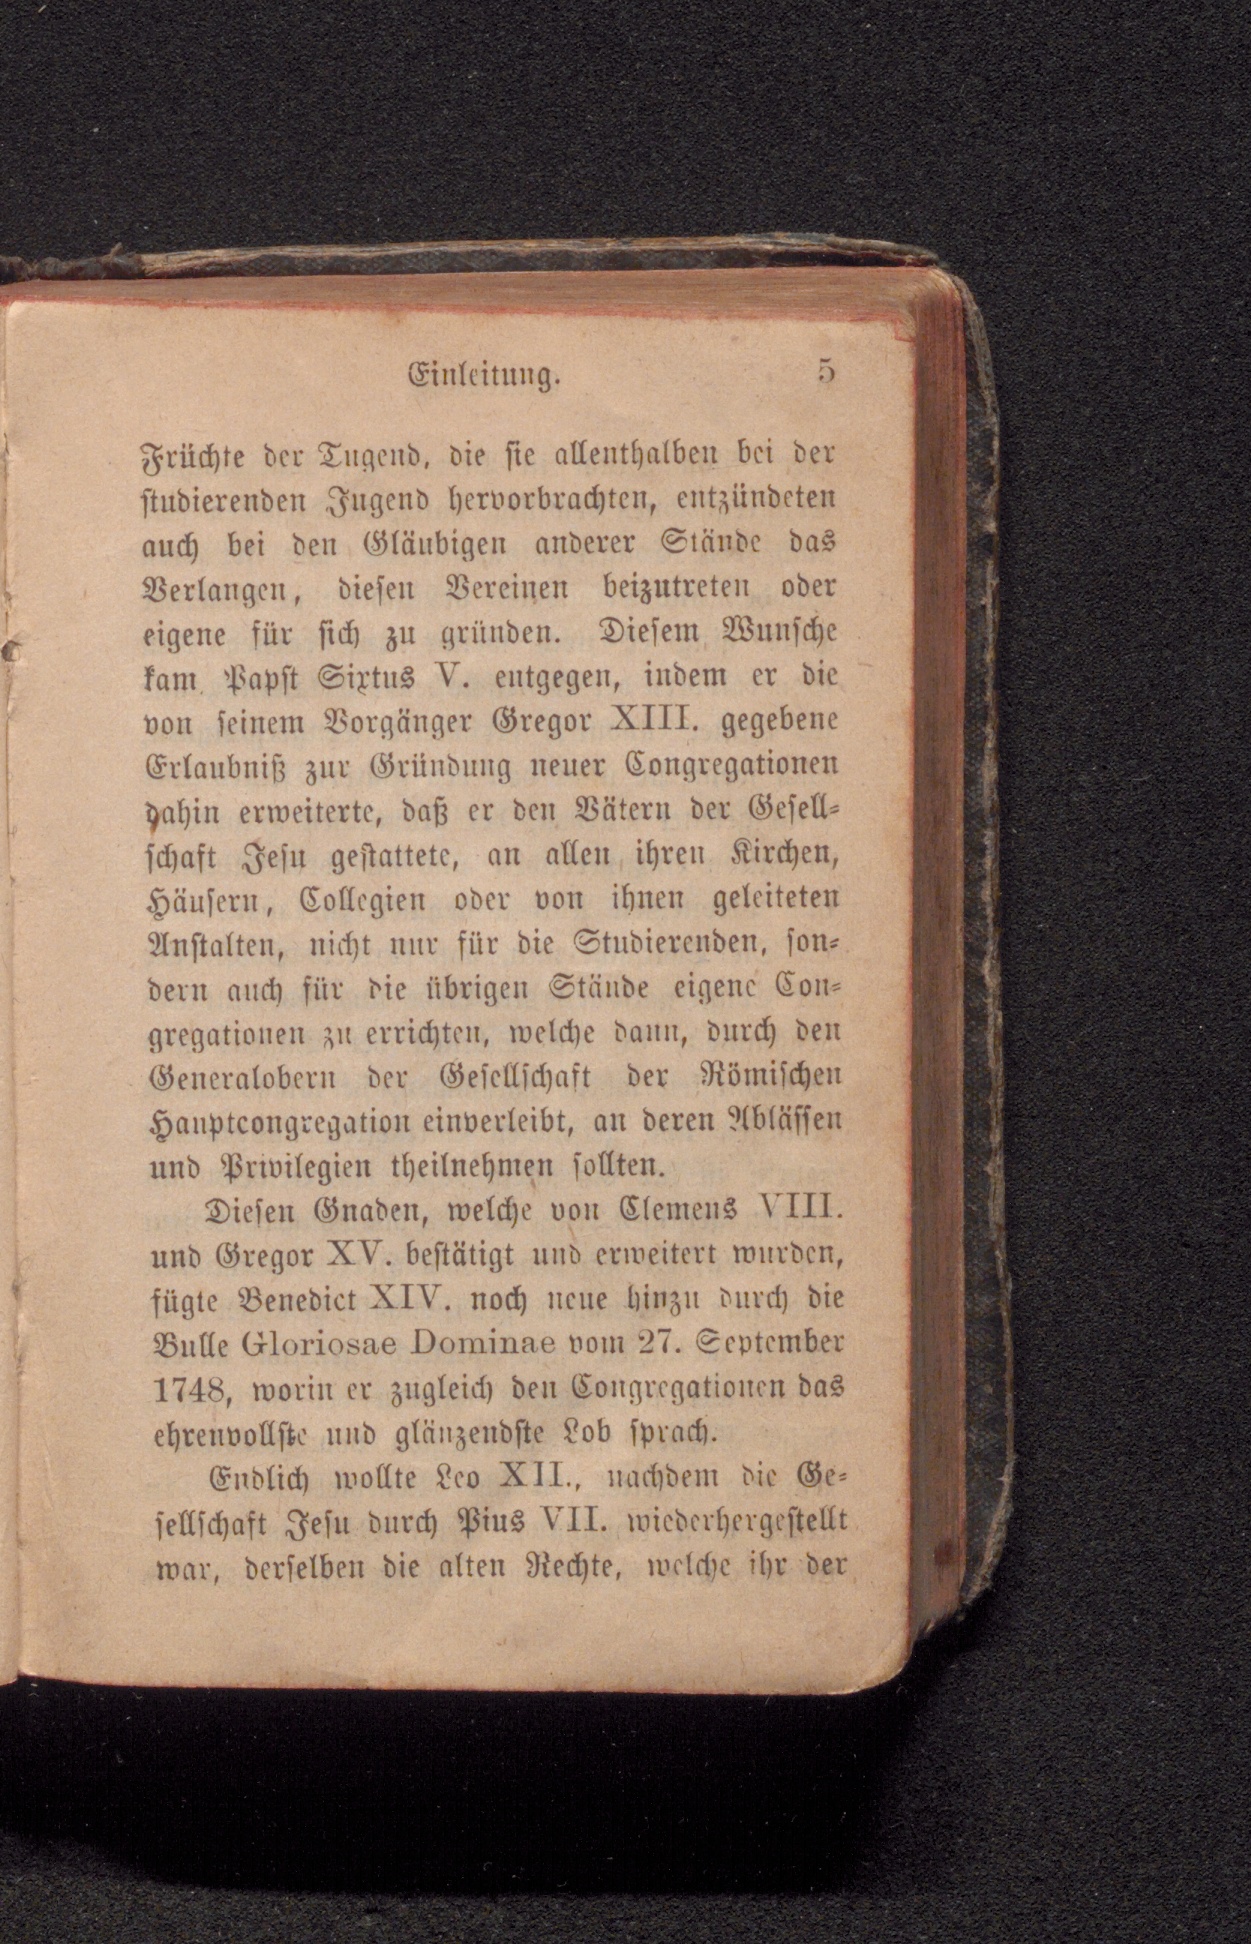 Einleitung. 5
Früchte der Tugend, die sie allenthalben bei der
studierenden Jugend hervorbrachten, entzündeten
auch bei den Gläubigen anderer Stände das
Verlangen, diesen Vereinen beizutreten oder
eigene für sich zu gründen. Diesem Wunsche
kam Papst Sixtus V. entgegen, indem er die
von seinem Vorgänger Gregor XIII. gegebene
Erlaubniß zur Gründung neuer Congregationen
dahin erweiterte, daß er den Vätern der Gesell-
schaft Jesu gestattete, an allen ihren Kirchen,
Häusern, Collegien oder von ihnen geleiteten
Anstalten, nicht nur für die Studierenden, son-
dern auch für die übrigen Stände eigene Con-
gregationen zu errichten, welche dann, durch den
Generalobern der Gesellschaft der Römischen
Hauptcongregation einverleibt, an deren Ablässen
und Privilegien theilnehmen sollten.
Diesen Gnaden, welche von Clemens VIII.
und Gregor XV. bestätigt und erweitert wurden,
fügte Benedict XIV. noch neue hinzu durch die
Bulle Gloriosae Dominae vom 27. September
1748, worin er zugleich den Congregationen das
ehrenvollste und glänzendste Lob sprach.
Endlich wollte Leo XII., nachdem die Ge-
sellschaft Jesu durch Pius VII. wiederhergestellt
war, derselben die alten Rechte, welche ihr der